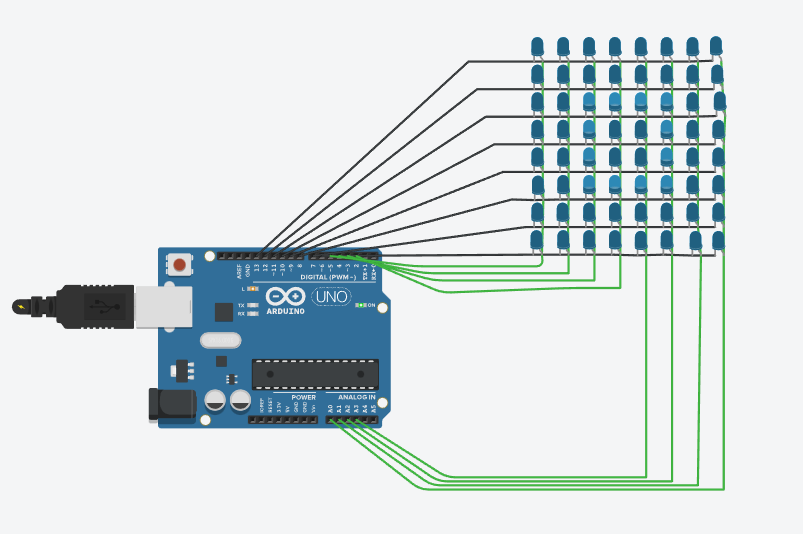 AREF
GND
13
12
~11
~10
~9
8
7
~6
~5
4
~3
2
TX→1
RX←0
DIGITAL (PWM ~)
L
TX
RX
ARDUINO
UNO
ON
POWER
ANALOG IN
IOREF
RESET
3.3V
5V
GND
GND
Vin
A0
A1
A2
A3
A4
A5